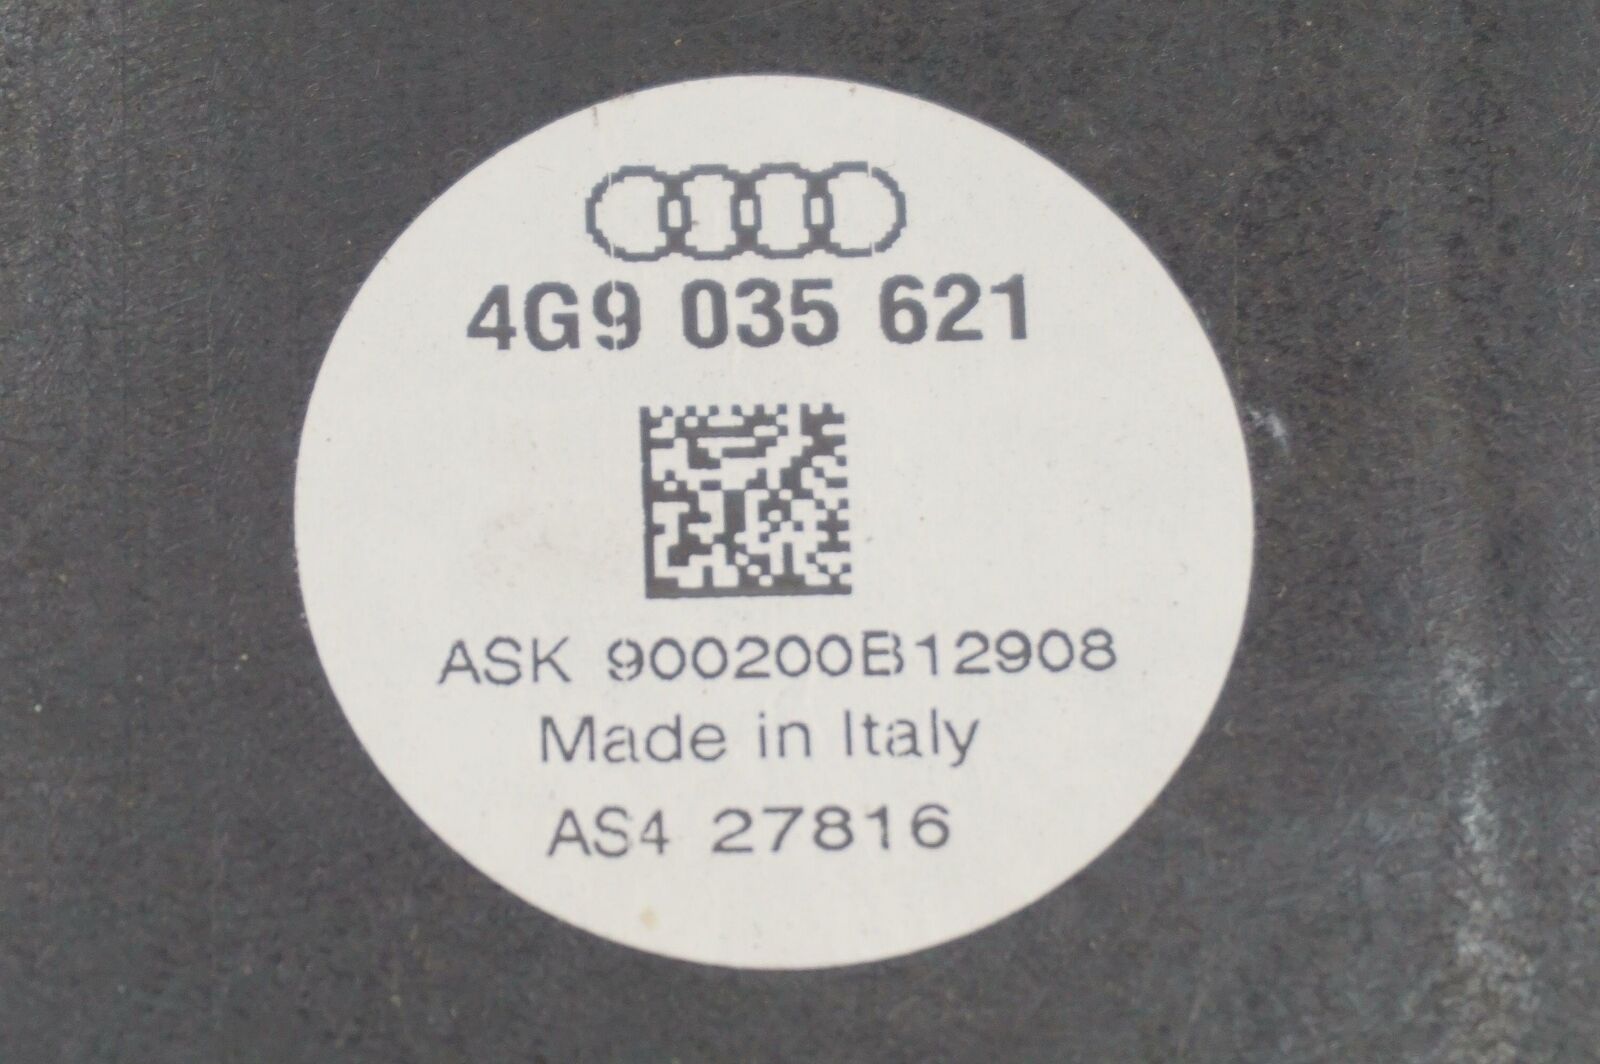 4G9 035 621
ASK 900200B12908
Made in Italy
AS4 27816